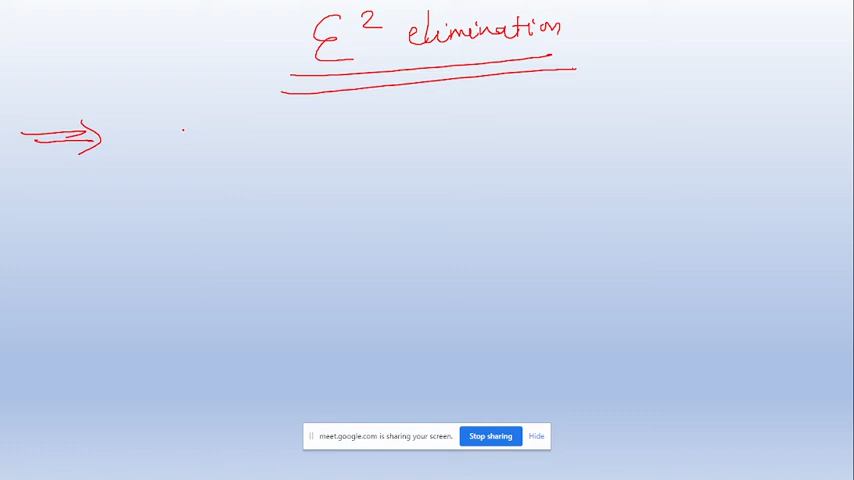 E² elimination
meet.google.com is sharing your screen. Stop sharing Hide